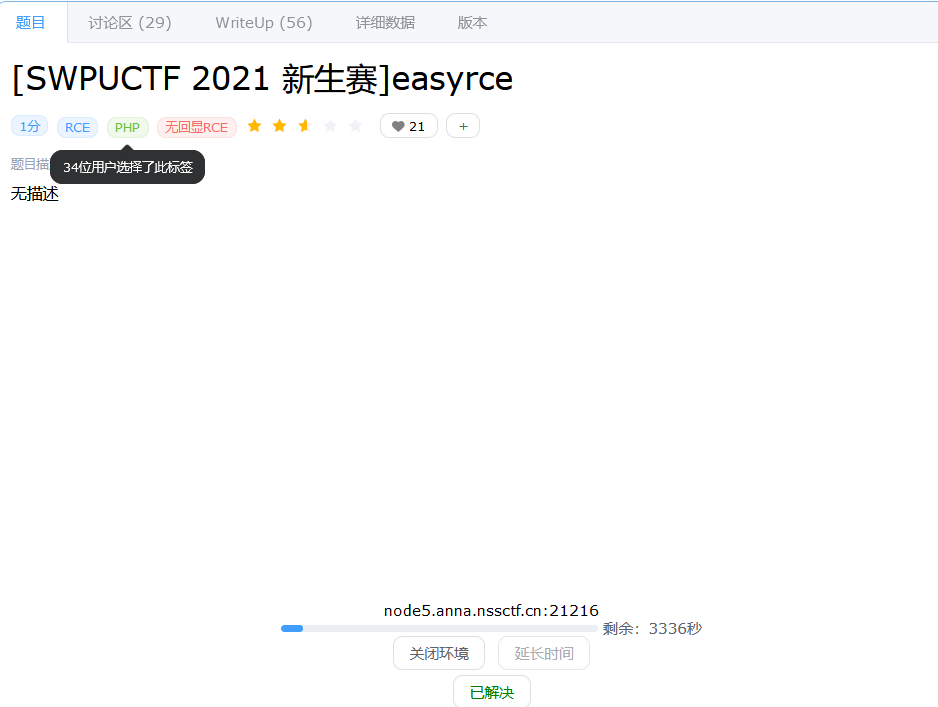 题目 讨论区 (29) WriteUp (56) 详细数据 版本
[SWPUCTF 2021 新生赛]easyrce
1分 RCE PHP 无回显RCE 21 +
题目描
34位用户选择了此标签
无描述
node5.anna.nssctf.cn:21216
剩余：3336秒
关闭环境 延长时间
已解决